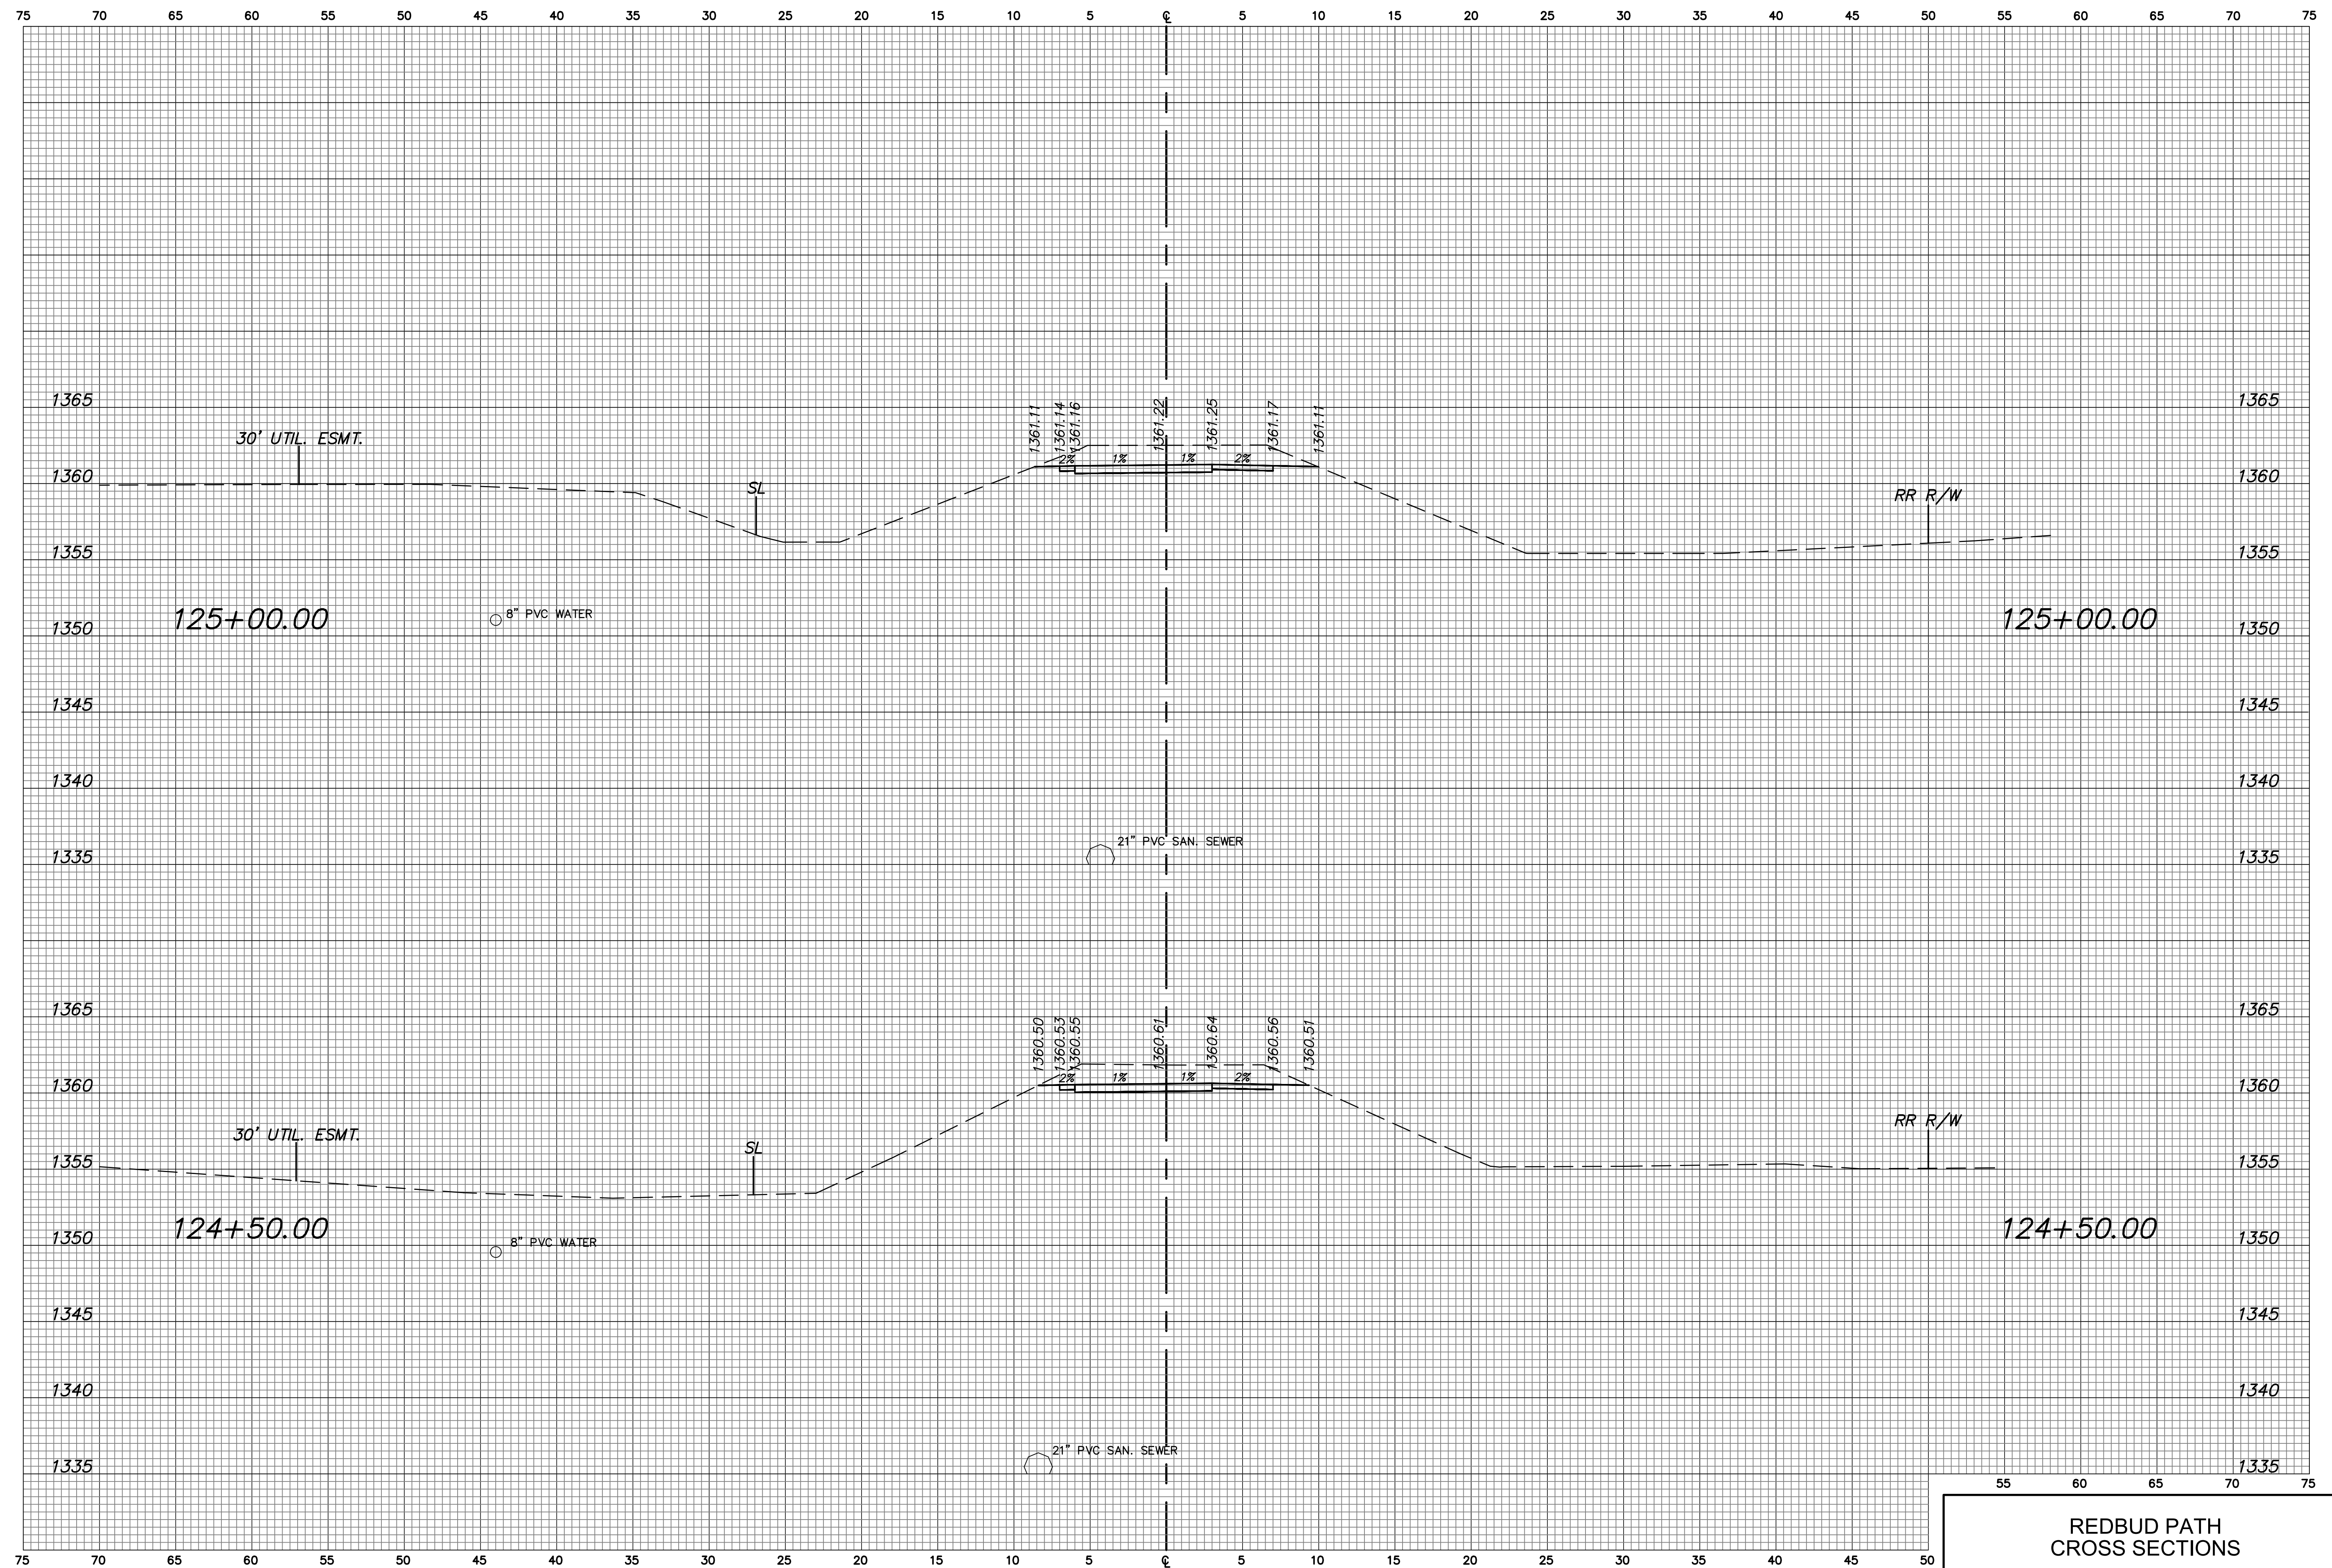 75 70 65 60 55 50 45 40 35 30 25 20 15 10 5 ℄ 5 10 15 20 25 30 35 40 45 50 55 60 65 70 75
1361.11 1361.14 1361.16 1361.22 1361.25 1361.17 1361.11
1365 1365
30' UTIL. ESMT.
2% 1% 1% 2%
1360 1360
SL
RR R/W
1355 1355
8" PVC WATER
125+00.00 125+00.00
1350 1350
1345 1345
1340 1340
21" PVC SAN. SEWER
1335 1335
1365 1365
1360.50 1360.53 1360.55 1360.61 1360.64 1360.56 1360.51
2% 1% 1% 2%
1360 1360
RR R/W
30' UTIL. ESMT.
SL
1355 1355
124+50.00 124+50.00
1350 1350
8" PVC WATER
1345 1345
1340 1340
21" PVC SAN. SEWER
1335 1335
55 60 65 70 75
REDBUD PATH
CROSS SECTIONS
75 70 65 60 55 50 45 40 35 30 25 20 15 10 5 ℄ 5 10 15 20 25 30 35 40 45 50